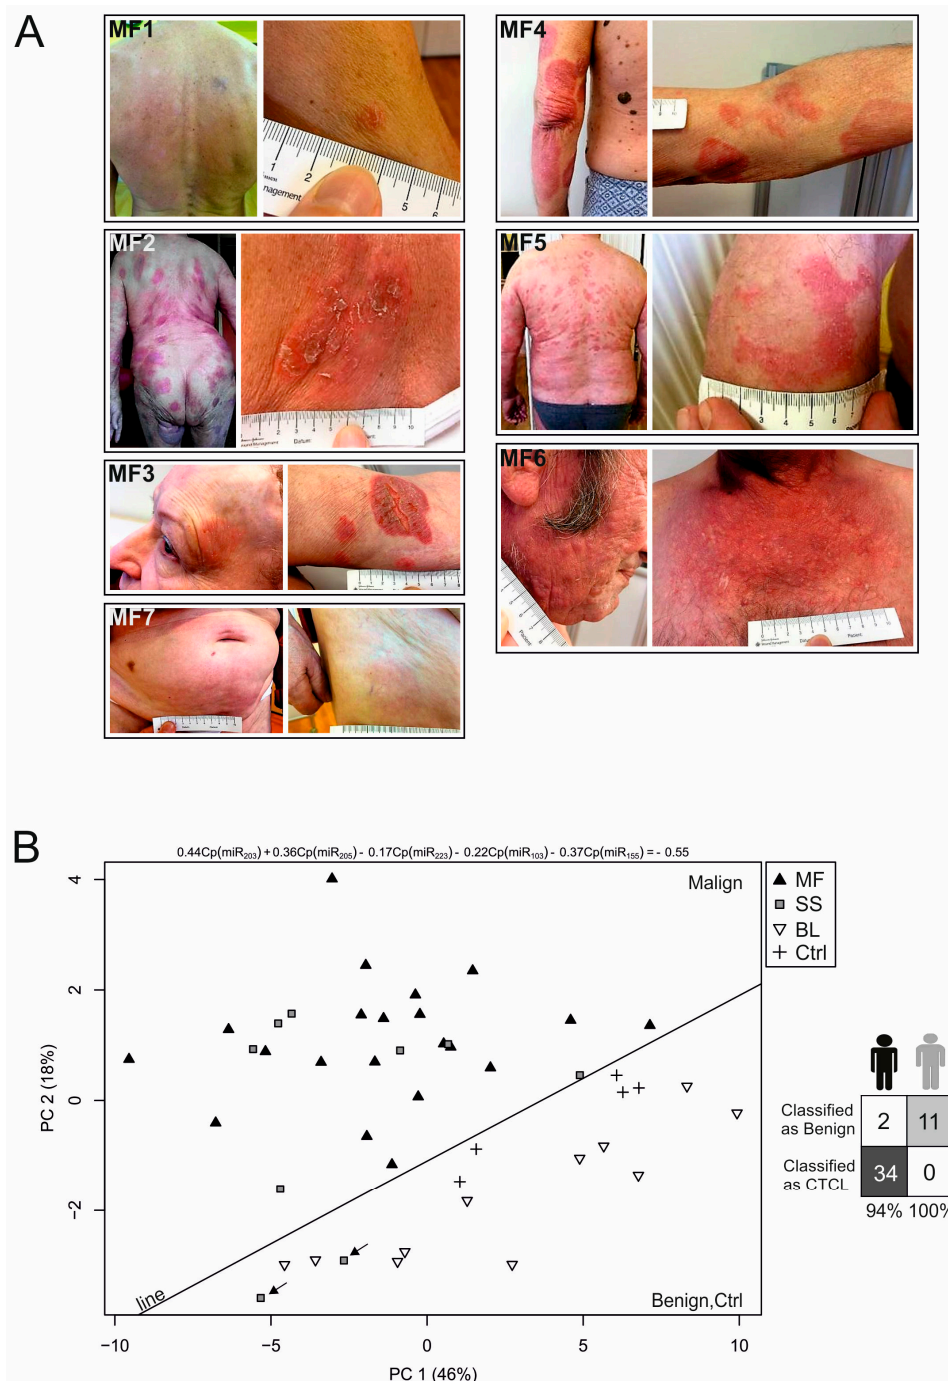 A
MF1
MF4
MF2
MF5
MF3
MF6
MF7
B
0.44Cp(miR203) + 0.36Cp(miR205) - 0.17Cp(miR223) - 0.22Cp(miR103) - 0.37Cp(miR155) = - 0.55
Malign
MF
SS
BL
Ctrl
4
2
0
−2
PC 2 (18%)
line
Benign,Ctrl
−10 −5 0 5 10
PC 1 (46%)
Classified as Benign 2 11
Classified as CTCL 34 0
94% 100%